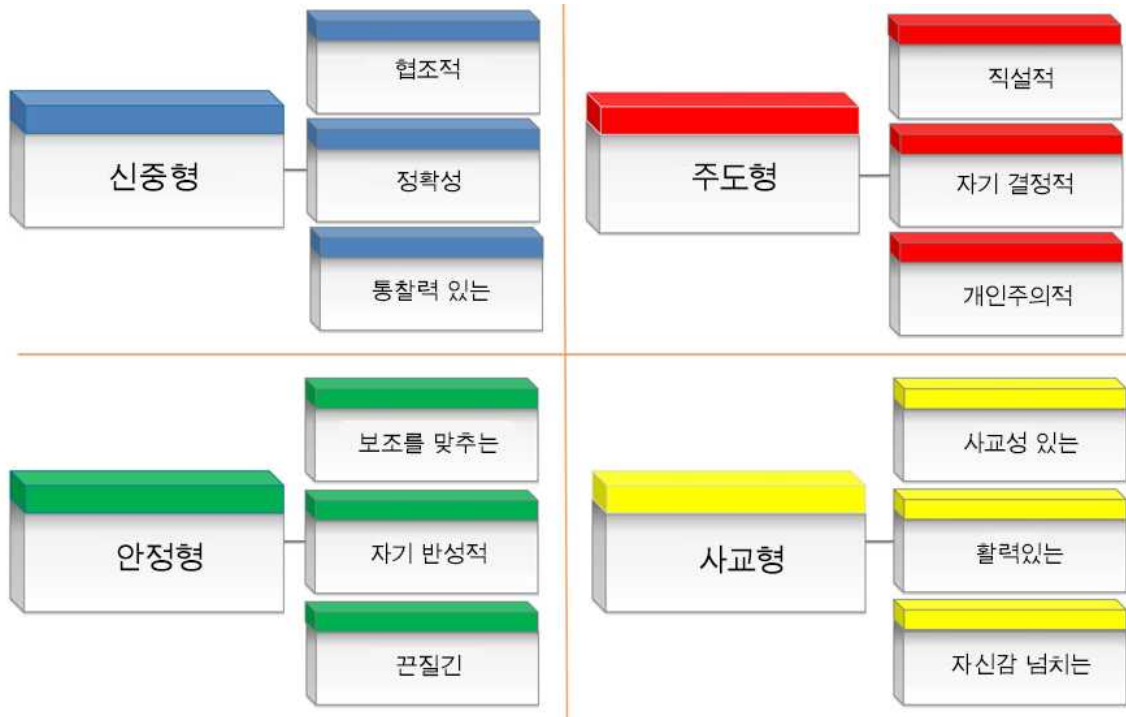 신중형
협조적
정확성
통찰력 있는
주도형
직설적
자기 결정적
개인주의적
안정형
보조를 맞추는
자기 반성적
끈질긴
사교형
사교성 있는
활력있는
자신감 넘치는